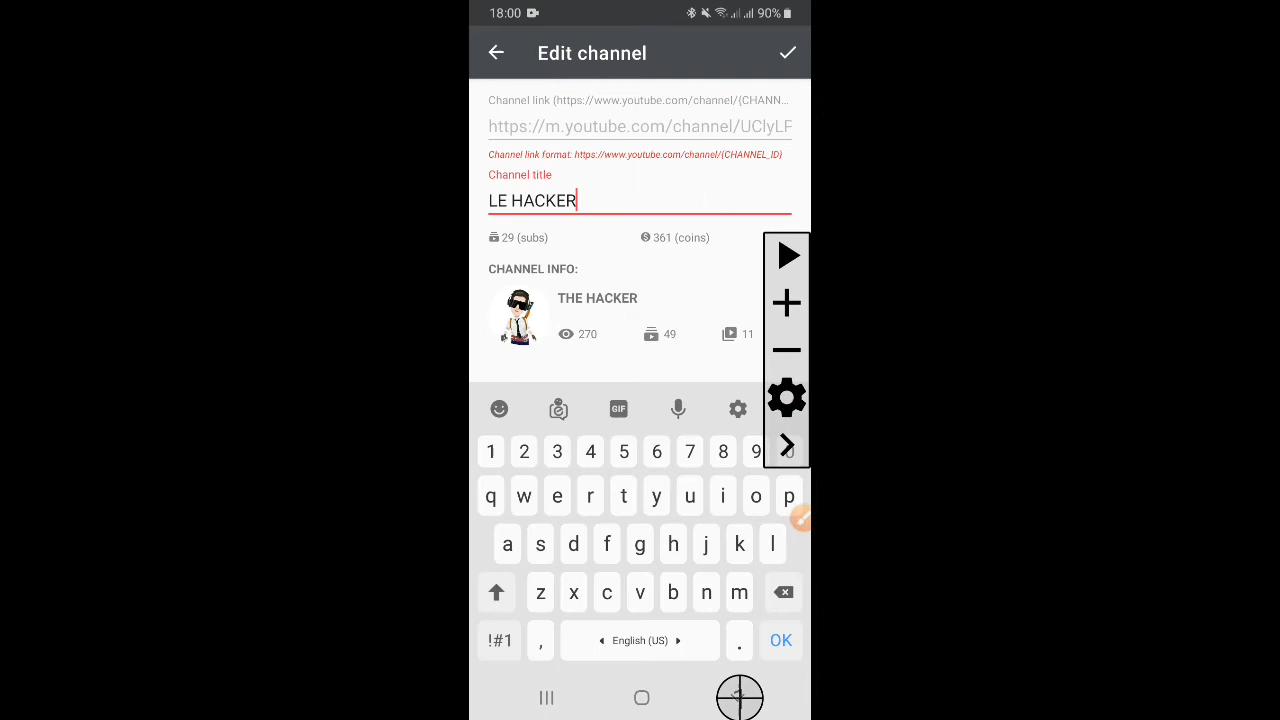 18:00 90%
Edit channel
Channel link (https://www.youtube.com/channel/{CHANN...
https://m.youtube.com/channel/UClyLF
Channel link format: https://www.youtube.com/channel/{CHANNEL_ID}
Channel title
LE HACKER
29 (subs) 361 (coins)
CHANNEL INFO:
THE HACKER
270 49 11
GIF
1 2 3 4 5 6 7 8 9 0
q w e r t y u i o p
a s d f g h j k l
z x c v b n m
!#1 , English (US) . OK